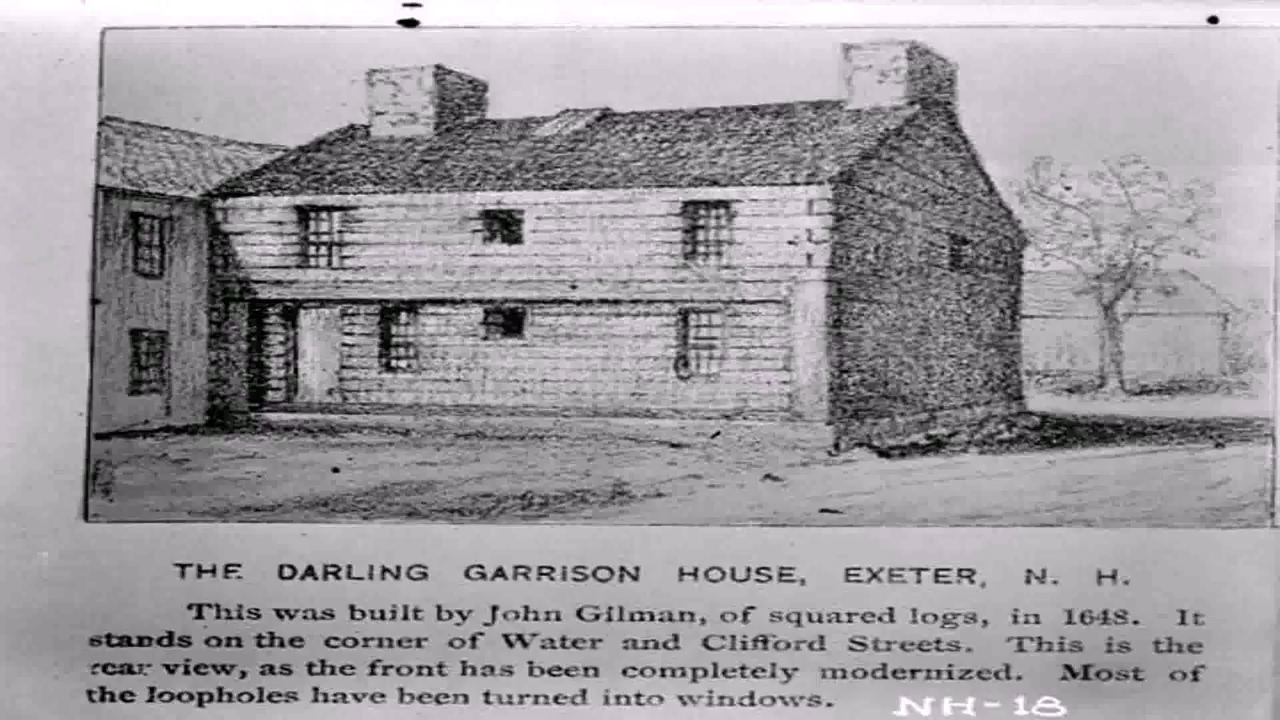 THE DARLING GARRISON HOUSE, EXETER, N. H.
This was built by John Gilman, of squared logs, in 1648. It
stands on the corner of Water and Clifford Streets. This is the
rear view, as the front has been completely modernized. Most of
the loopholes have been turned into windows.
NH-18